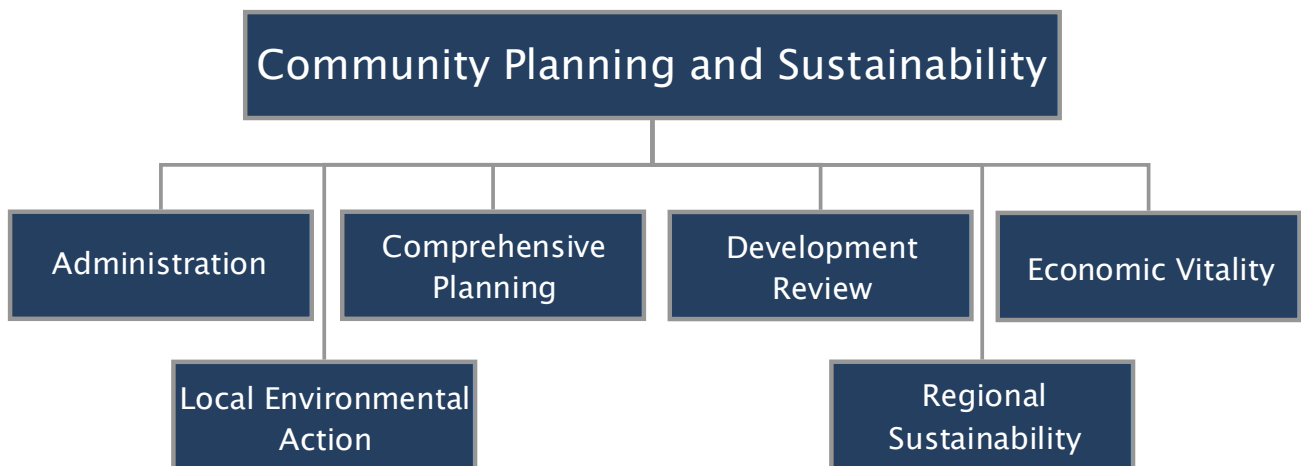 Community Planning and Sustainability
Administration
Comprehensive
Planning
Development
Review
Economic Vitality
Local Environmental
Action
Regional
Sustainability